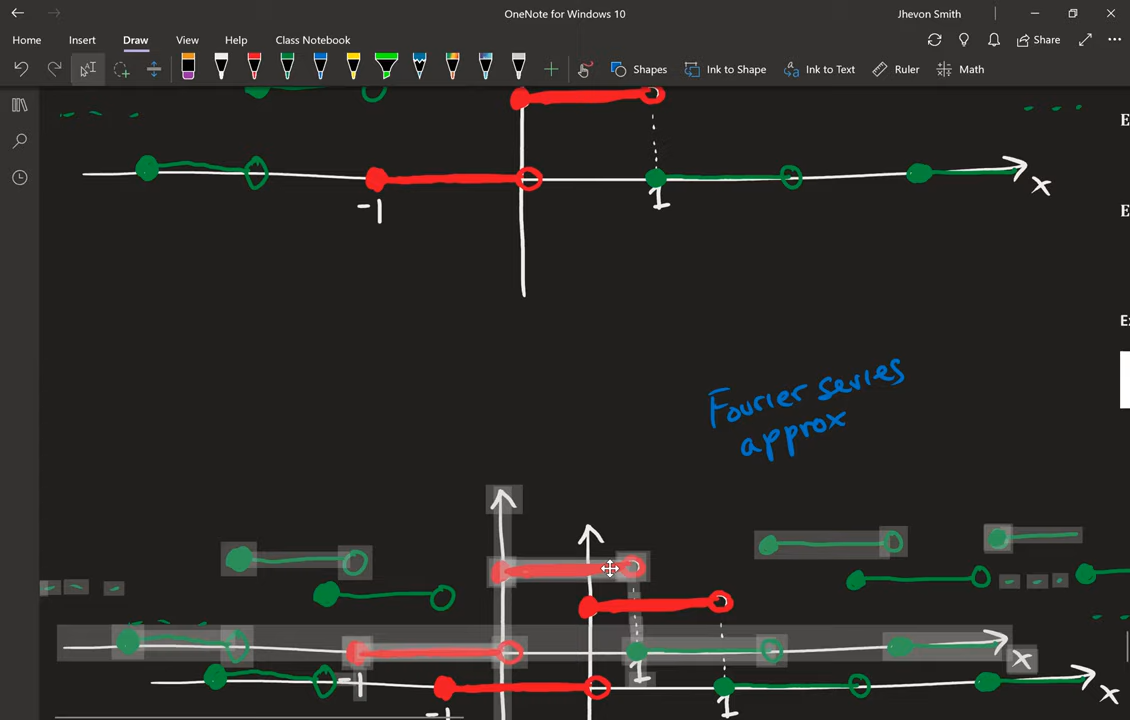 OneNote for Windows 10
Jhevon Smith
Home Insert Draw View Help Class Notebook
Share
Shapes Ink to Shape Ink to Text Ruler Math
E
x
-1
1
E
E
Fourier series
approx
x
-1
1
x
-1
1